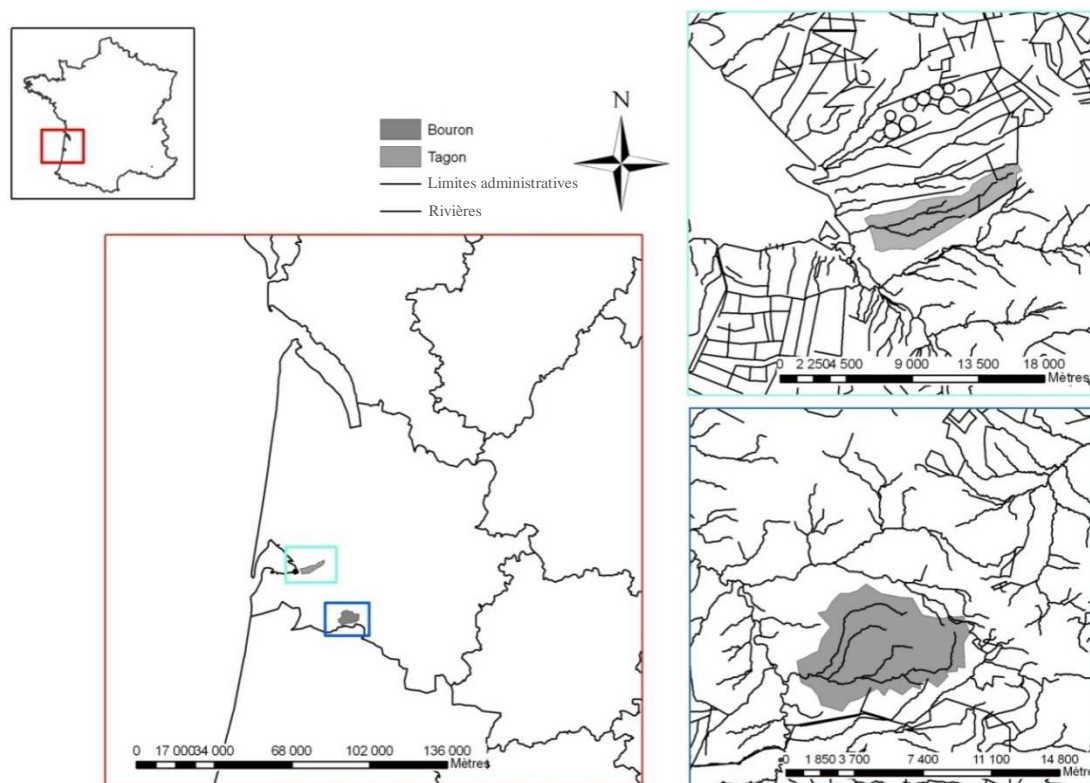 N
Bouron
Tagon
Limites administratives
Rivières
0 2 2504 500 9 000 13 500 18 000
Mètres
0 17 00034 000 68 000 102 000 136 000
Mètres
0 1 850 3 700 7 400 11 100 14 800
Mètres